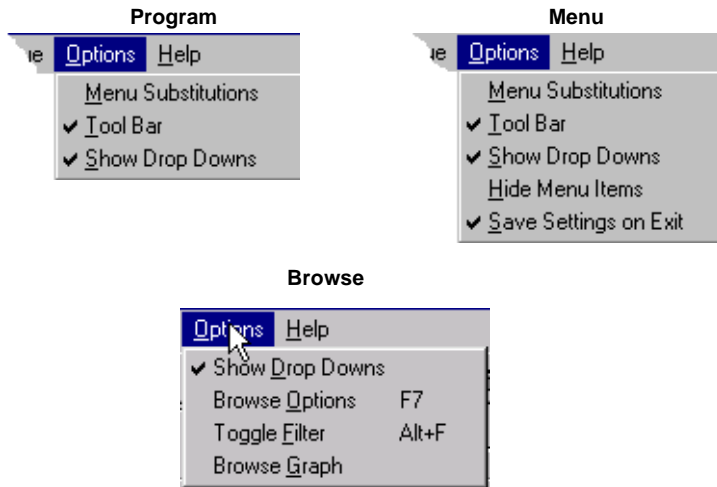 Program
Menu
ue Options Help
Menu Substitutions
Tool Bar
Show Drop Downs
ue Options Help
Menu Substitutions
Tool Bar
Show Drop Downs
Hide Menu Items
Save Settings on Exit
Browse
Options Help
Show Drop Downs
Browse Options F7
Toggle Filter Alt+F
Browse Graph